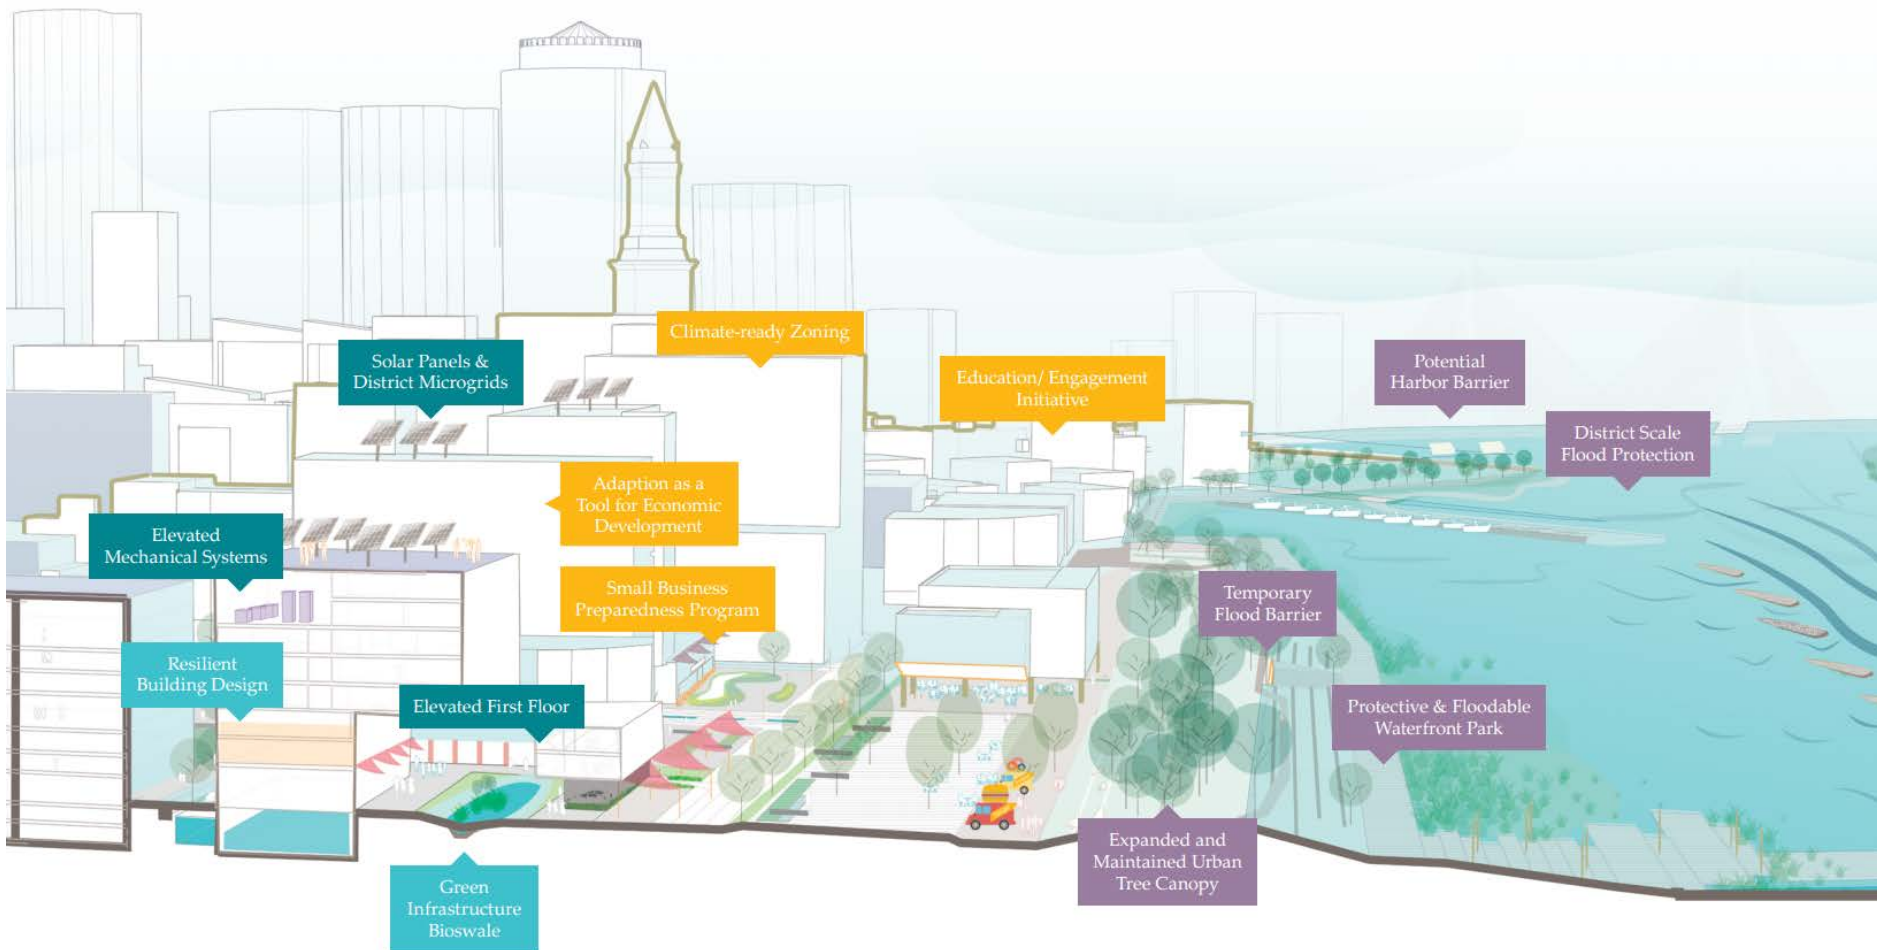 Climate-ready Zoning
Solar Panels &
District Microgrids
Education/ Engagement
Initiative
Potential
Harbor Barrier
District Scale
Flood Protection
Adaption as a
Tool for Economic
Development
Elevated
Mechanical Systems
Small Business
Preparedness Program
Temporary
Flood Barrier
Resilient
Building Design
Elevated First Floor
Protective & Floodable
Waterfront Park
Expanded and
Maintained Urban
Tree Canopy
Green
Infrastructure
Bioswale